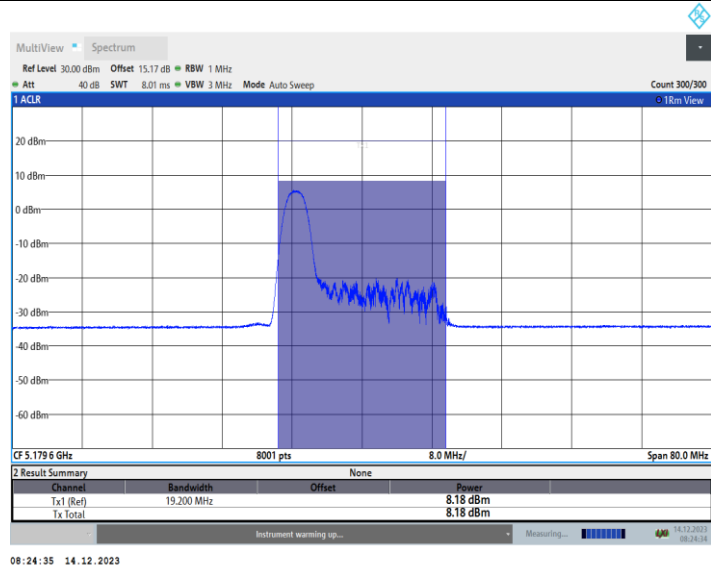 R&S
MultiView Spectrum
Ref Level 30.00 dBm Offset 15.17 dB RBW 1 MHz
Att 40 dB SWT 8.01 ms VBW 3 MHz Mode Auto Sweep Count 300/300
1 ACLR 1Rm View
20 dBm
10 dBm
0 dBm
-10 dBm
-20 dBm
-30 dBm
-40 dBm
-50 dBm
-60 dBm
CF 5.179 6 GHz 8001 pts 8.0 MHz/ Span 80.0 MHz
2 Result Summary None
Channel Bandwidth Offset Power
Tx1 (Ref) 19.200 MHz 8.18 dBm
Tx Total 8.18 dBm
Instrument warming up... Measuring... 14.12.2023
08:24:34
08:24:35 14.12.2023